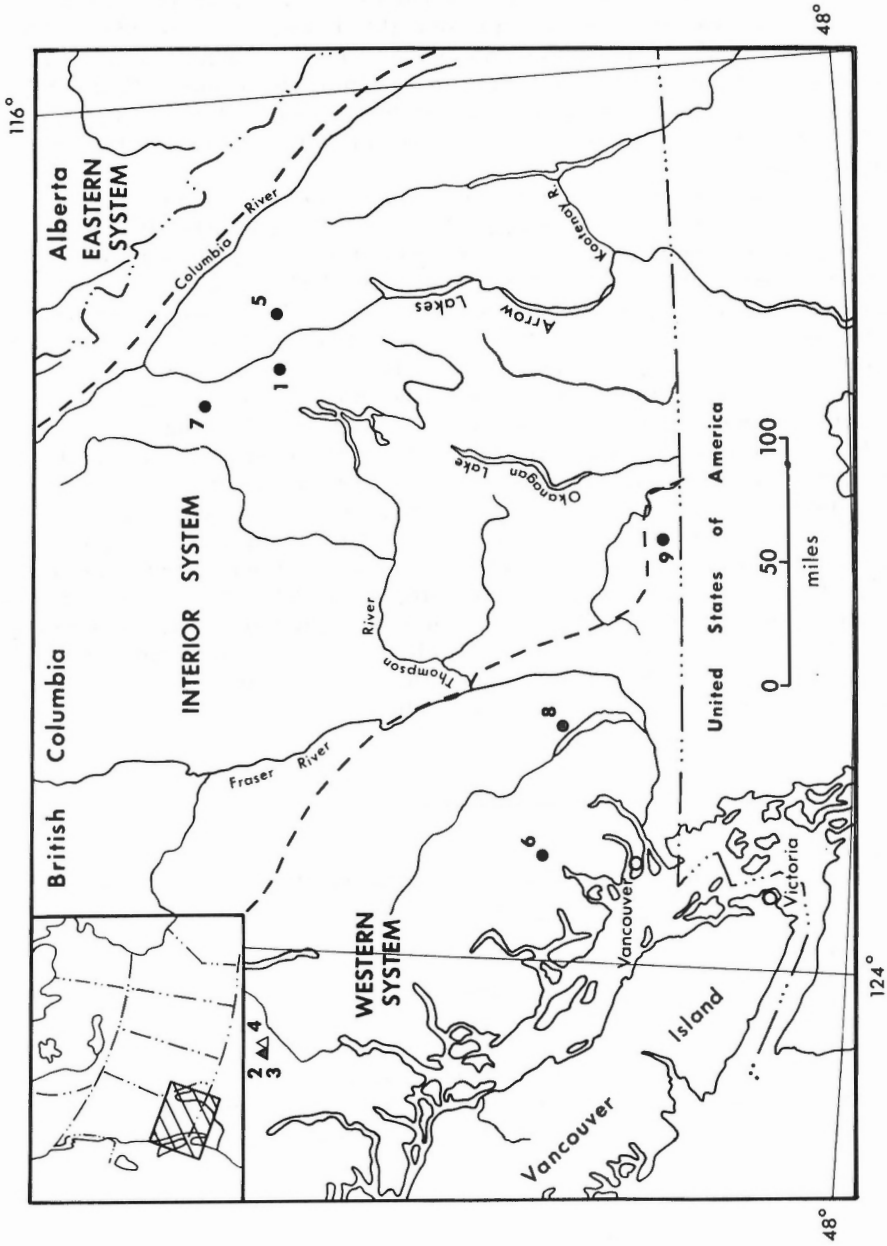 116°
British Columbia
Alberta
EASTERN
SYSTEM
INTERIOR SYSTEM
Columbia River
7
5
1
Fraser River
2
3
4
WESTERN
SYSTEM
Thompson River
Arrow Lakes
Okanagan Lake
Kootenay R.
8
6
9
Vancouver
Vancouver Island
Victoria
United States of America
0 50 100
miles
48°
48°
124°